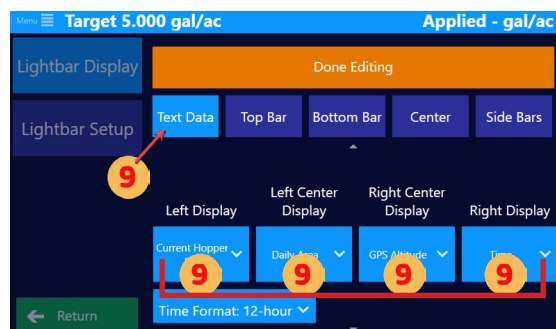 Menu Target 5.000 gal/ac Applied - gal/ac
Lightbar Display
Done Editing
Lightbar Setup
Text Data Top Bar Bottom Bar Center Side Bars
9
Left Display
Left Center Display
Right Center Display
Right Display
Current Hopper
Daily Area
GPS Altitude
Time
9 9 9 9
Return
Time Format: 12-hour